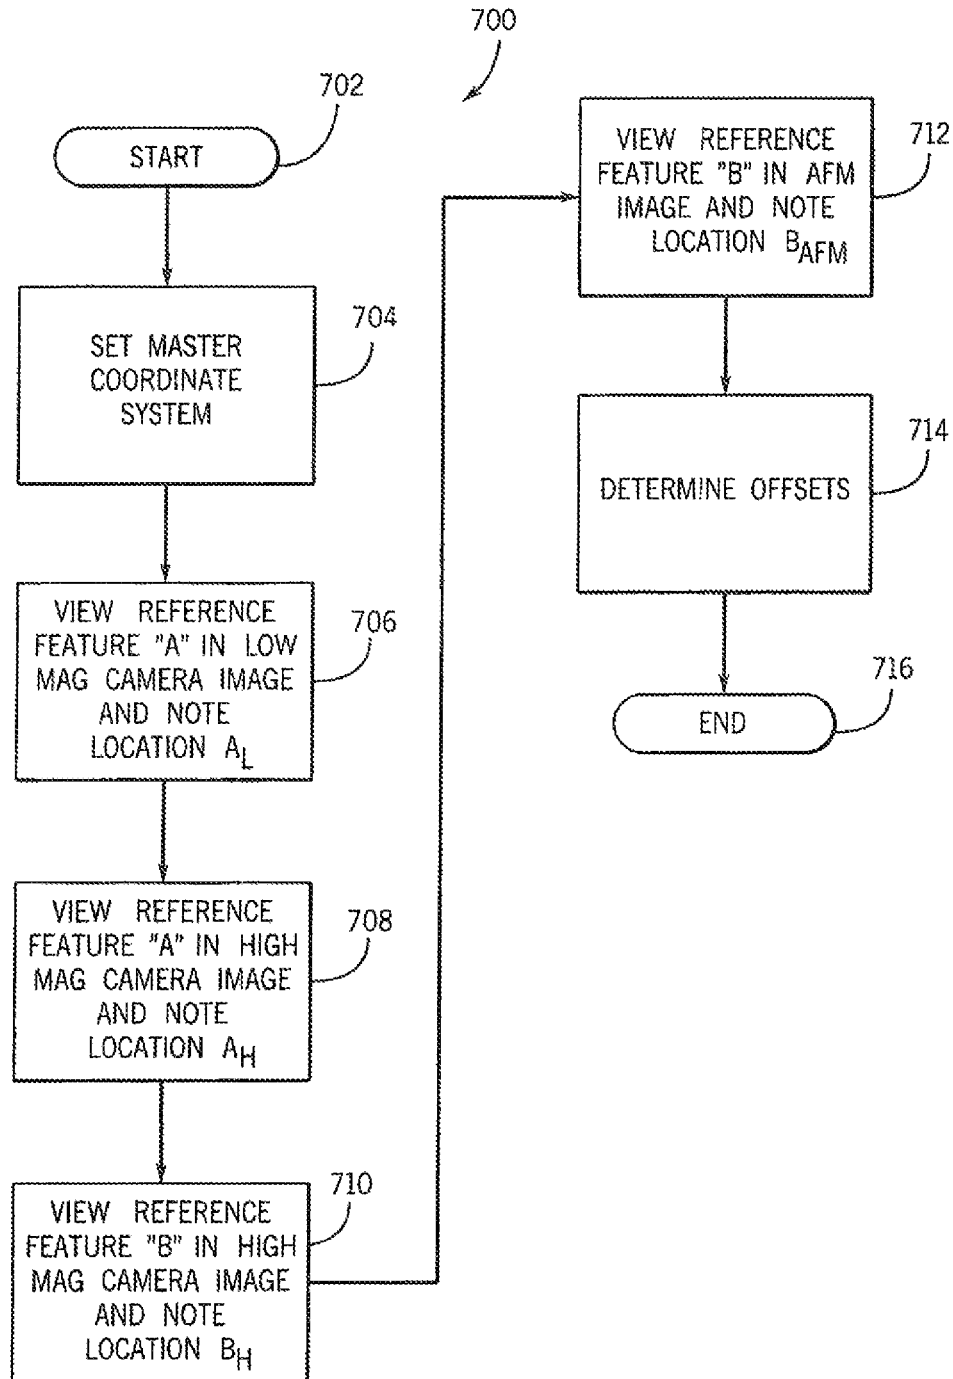 700
702
START
704
SET MASTER
COORDINATE
SYSTEM
706
VIEW REFERENCE
FEATURE "A" IN LOW
MAG CAMERA IMAGE
AND NOTE
LOCATION AL
708
VIEW REFERENCE
FEATURE "A" IN HIGH
MAG CAMERA IMAGE
AND NOTE
LOCATION AH
710
VIEW REFERENCE
FEATURE "B" IN HIGH
MAG CAMERA IMAGE
AND NOTE
LOCATION BH
712
VIEW REFERENCE
FEATURE "B" IN AFM
IMAGE AND NOTE
LOCATION BAFM
714
DETERMINE OFFSETS
716
END